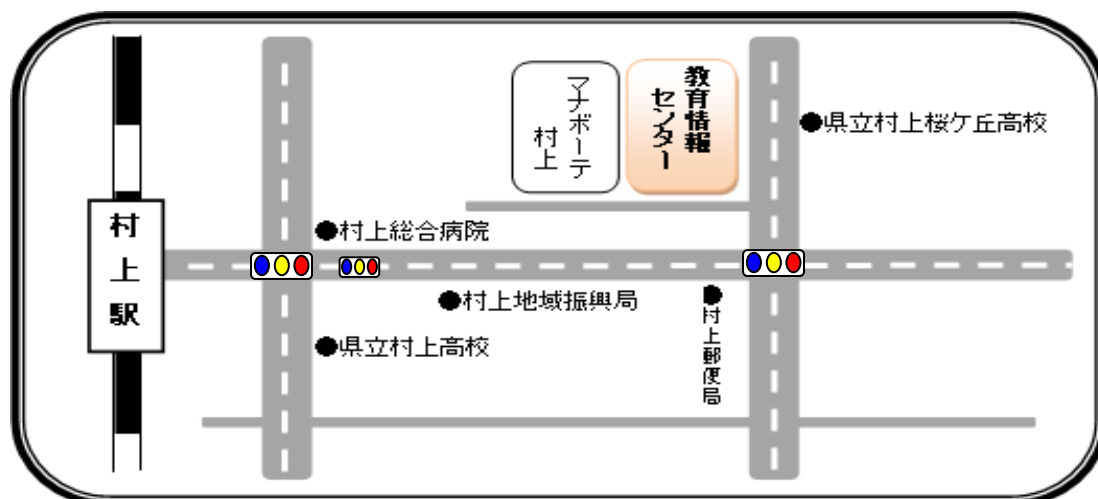 村上駅
●村上総合病院
●県立村上高校
●村上地域振興局
マナボーテ
村上
教育情報
センター
●村上郵便局
●県立村上桜ケ丘高校